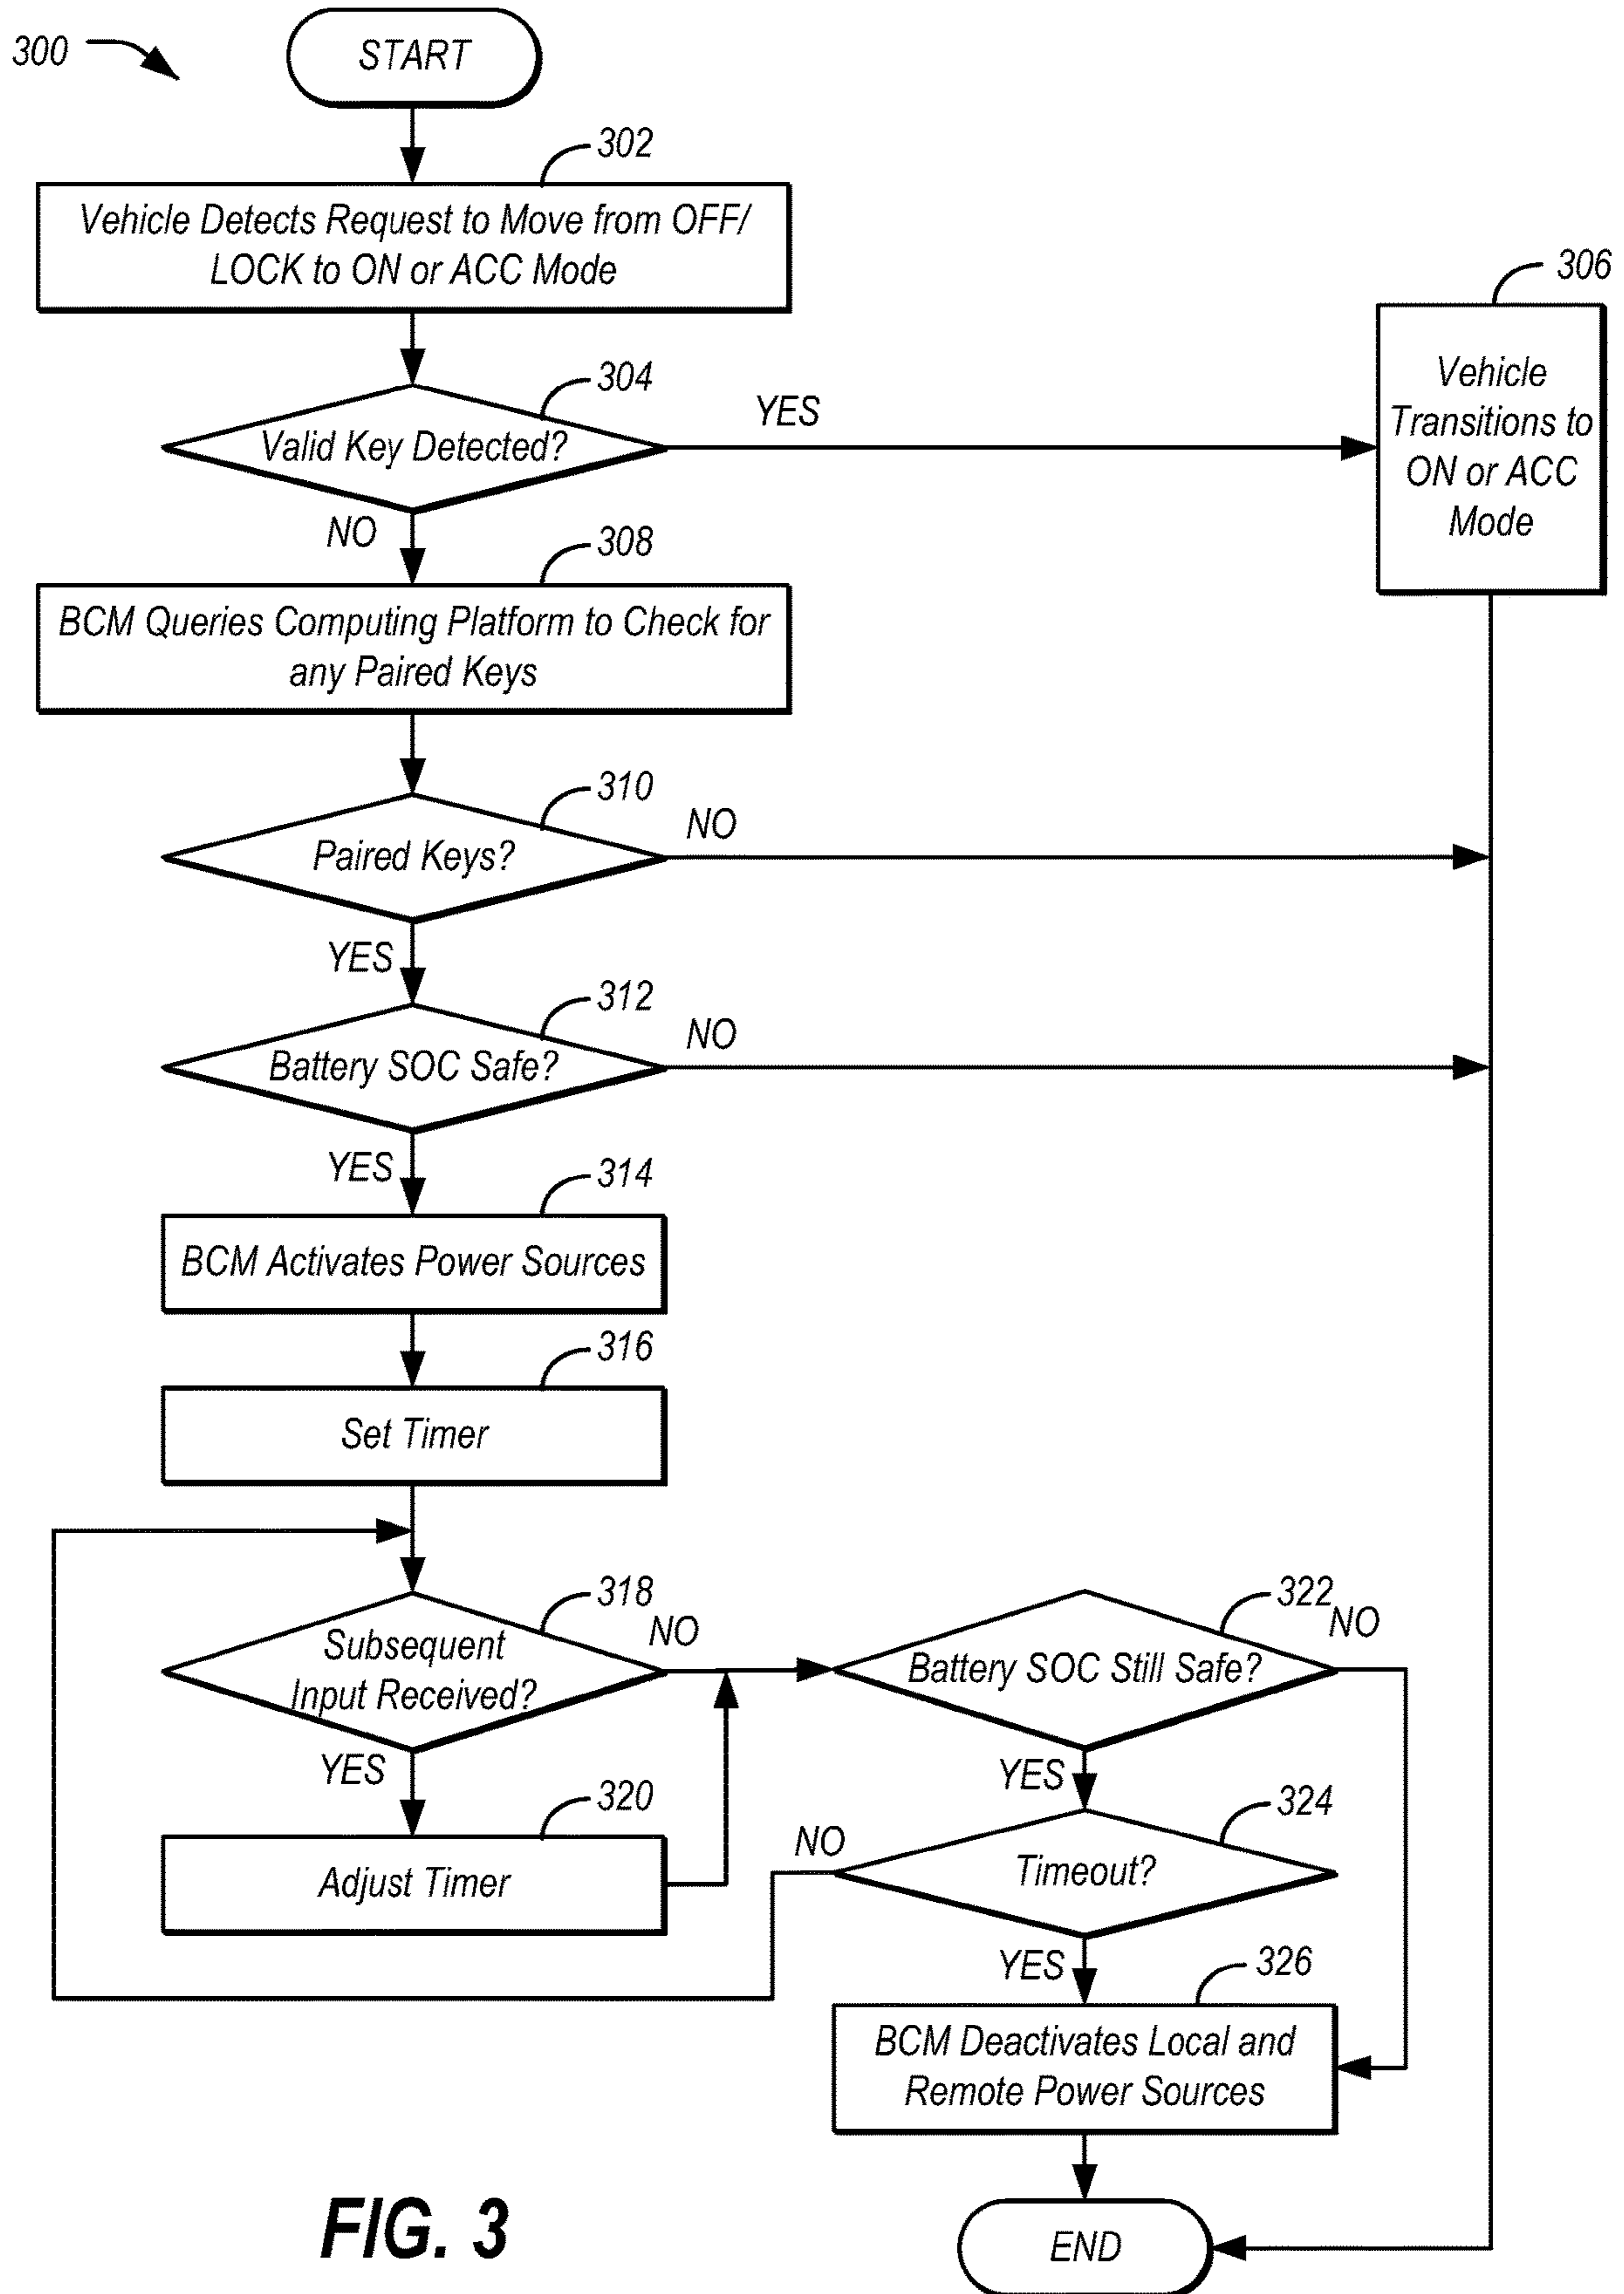 300
START
302
Vehicle Detects Request to Move from OFF/
LOCK to ON or ACC Mode
306
Vehicle
Transitions to
ON or ACC
Mode
304
Valid Key Detected?
YES
NO
308
BCM Queries Computing Platform to Check for
any Paired Keys
310
Paired Keys?
NO
YES
312
Battery SOC Safe?
NO
YES
314
BCM Activates Power Sources
316
Set Timer
318
Subsequent
Input Received?
NO
YES
320
Adjust Timer
322
Battery SOC Still Safe?
NO
YES
324
Timeout?
NO
YES
326
BCM Deactivates Local and
Remote Power Sources
END
FIG. 3